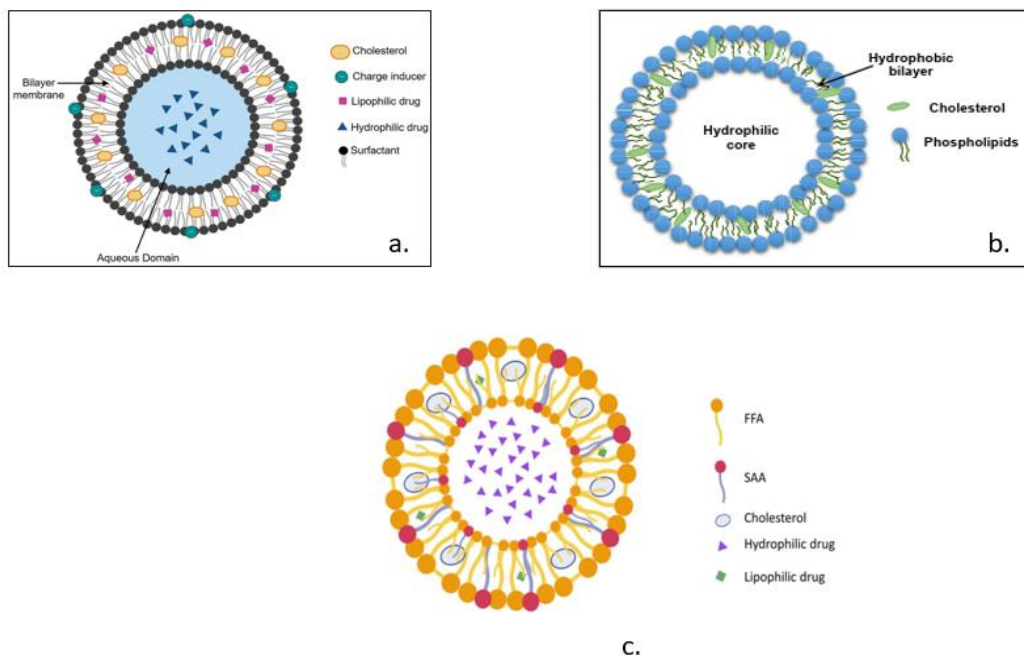 Bilayer
membrane
Aqueous Domain
Cholesterol
Charge inducer
Lipophilic drug
Hydrophilic drug
Surfactant
a.
Hydrophobic
bilayer
Hydrophilic
core
Cholesterol
Phospholipids
b.
FFA
SAA
Cholesterol
Hydrophilic drug
Lipophilic drug
c.